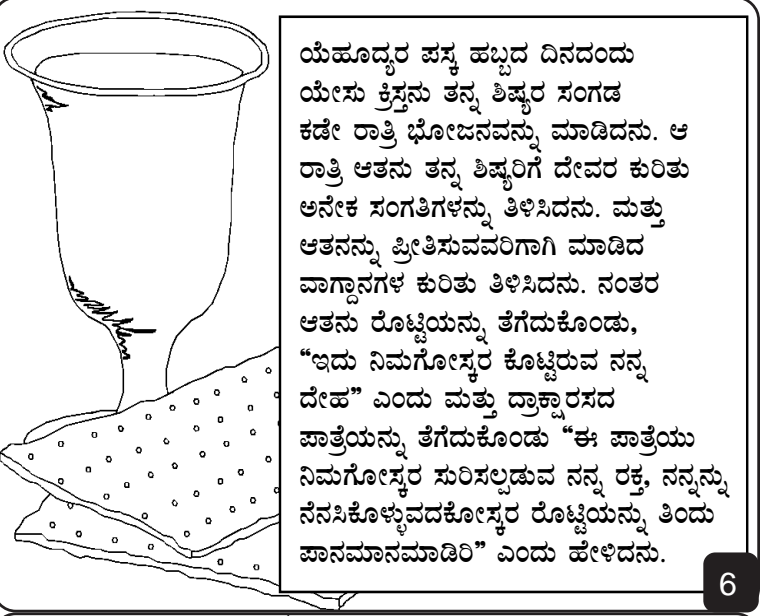 ಯೆಹೂದ್ಯರ ಪಸ್ಕ ಹಬ್ಬದ ದಿನದಂದು
ಯೇಸು ಕ್ರಿಸ್ತನು ತನ್ನ ಶಿಷ್ಯರ ಸಂಗಡ
ಕಡೇ ರಾತ್ರಿ ಭೋಜನವನ್ನು ಮಾಡಿದನು. ಆ
ರಾತ್ರಿ ಆತನು ತನ್ನ ಶಿಷ್ಯರಿಗೆ ದೇವರ ಕುರಿತು
ಅನೇಕ ಸಂಗತಿಗಳನ್ನು ತಿಳಿಸಿದನು. ಮತ್ತು
ಆತನನ್ನು ಪ್ರೀತಿಸುವವರಿಗಾಗಿ ಮಾಡಿದ
ವಾಗ್ದಾನಗಳ ಕುರಿತು ತಿಳಿಸಿದನು. ನಂತರ
ಆತನು ರೊಟ್ಟಿಯನ್ನು ತೆಗೆದುಕೊಂಡು,
“ಇದು ನಿಮಗೋಸ್ಕರ ಕೊಟ್ಟಿರುವ ನನ್ನ
ದೇಹ” ಎಂದು ಮತ್ತು ದ್ರಾಕ್ಷಾರಸದ
ಪಾತ್ರೆಯನ್ನು ತೆಗೆದುಕೊಂಡು “ಈ ಪಾತ್ರೆಯು
ನಿಮಗೋಸ್ಕರ ಸುರಿಸಲ್ಪಡುವ ನನ್ನ ರಕ್ತ, ನನ್ನನ್ನು
ನೆನಸಿಕೊಳ್ಳುವದಕೋಸ್ಕರ ರೊಟ್ಟಿಯನ್ನು ತಿಂದು
ಪಾನಮಾನಮಾಡಿರಿ” ಎಂದು ಹೇಳಿದನು.
6